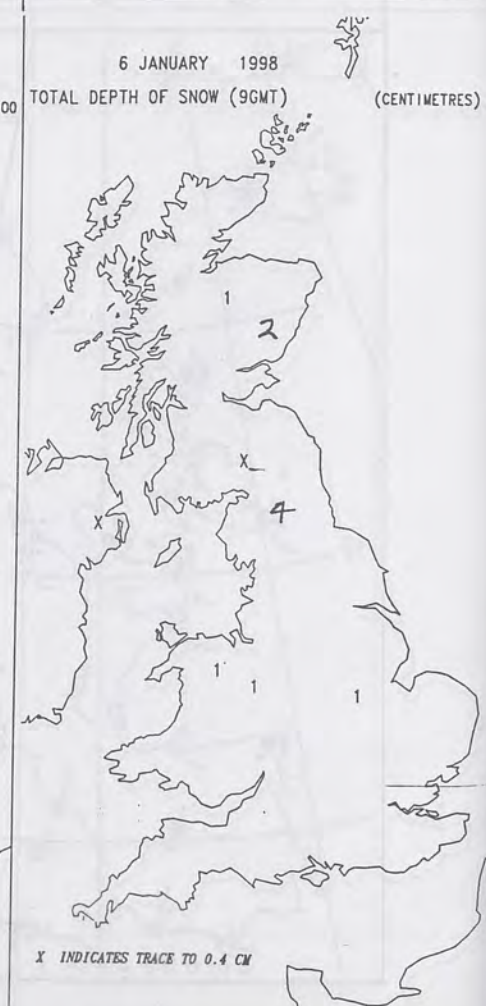 6 JANUARY 1998
00
TOTAL DEPTH OF SNOW (9GMT) (CENTIMETRES)
1
2
X_
X
4
1
1
1
X INDICATES TRACE TO 0.4 CM